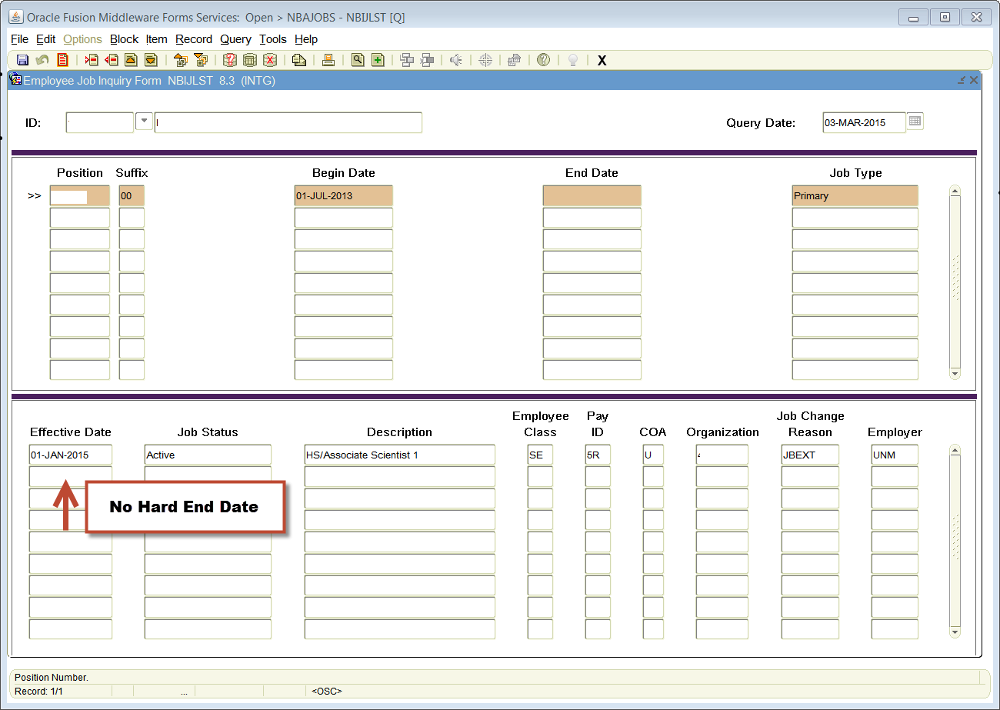 Oracle Fusion Middleware Forms Services:  Open > NBAJOBS - NBIJLST [Q]
File Edit Options Block Item Record Query Tools Help
X
Employee Job Inquiry Form  NBIJLST  8.3  (INTG)
ID:
Query Date: 03-MAR-2015
Position Suffix Begin Date End Date Job Type
>> 00 01-JUL-2013 Primary
Employee Pay Job Change
Effective Date Job Status Description Class ID COA Organization Reason Employer
01-JAN-2015 Active HS/Associate Scientist 1 SE 5R U JBEXT UNM
No Hard End Date
Position Number.
Record: 1/1 ... <OSC>